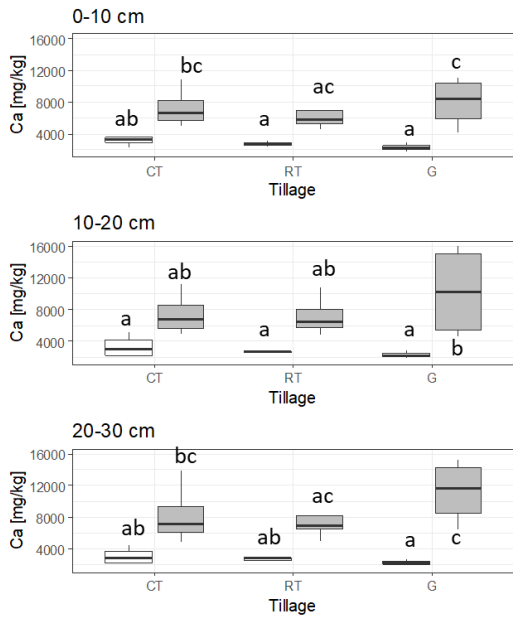 0-10 cm
16000
12000
8000
4000
Ca [mg/kg]
ab
bc
a
ac
a
c
CT
RT
G
Tillage
10-20 cm
16000
12000
8000
4000
Ca [mg/kg]
a
ab
a
ab
a
b
CT
RT
G
Tillage
20-30 cm
16000
12000
8000
4000
Ca [mg/kg]
ab
bc
ab
ac
a
c
CT
RT
G
Tillage